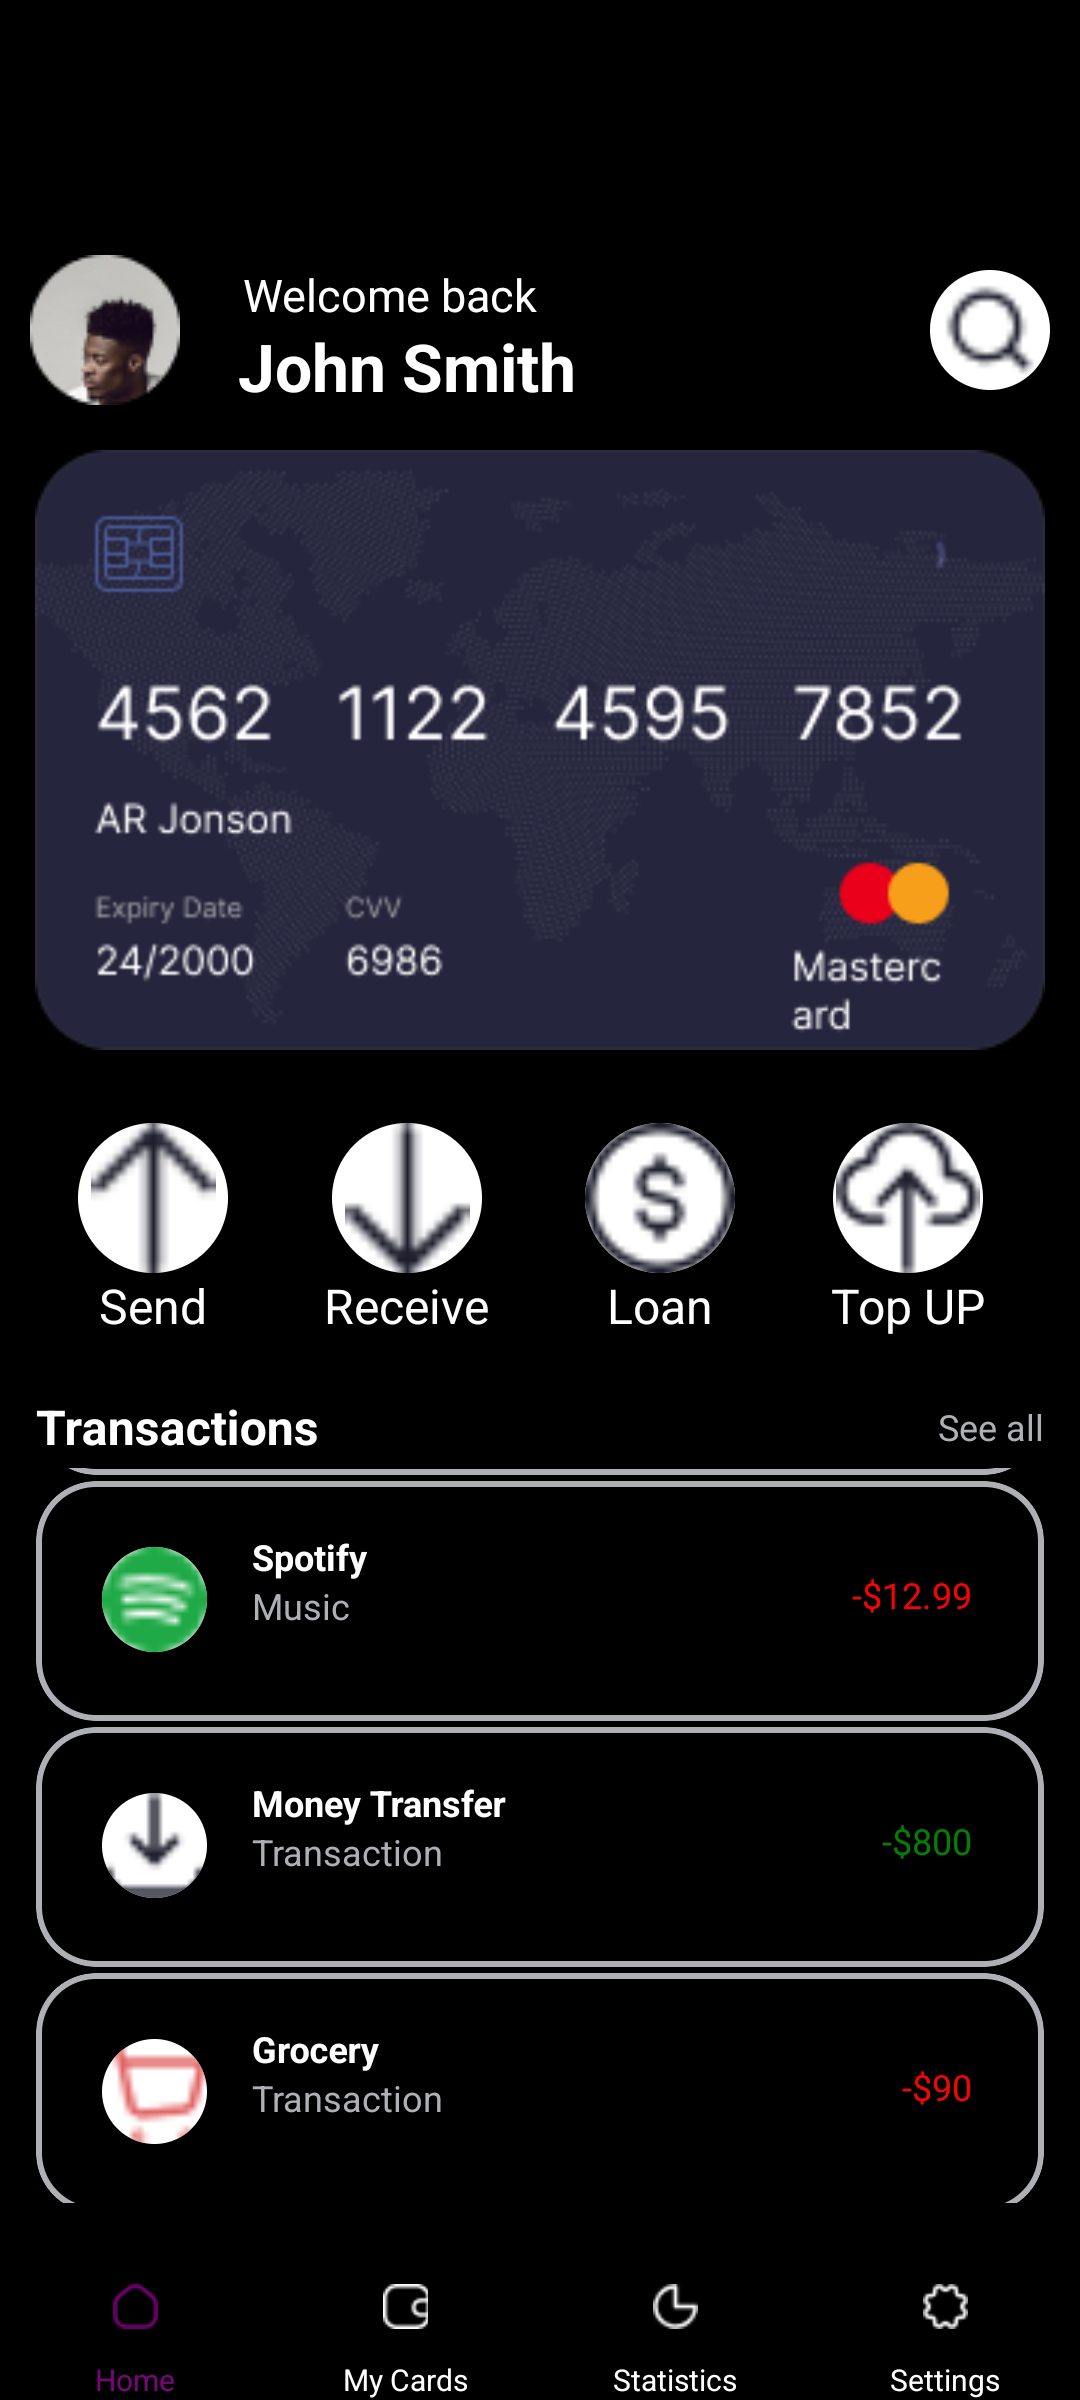 Welcome back
John Smith
4562 1122 4595 7852
AR Jonson
Expiry Date CVV
24/2000 6986
Masterc
ard
Send Receive Loan Top UP
Transactions See all
Spotify
Music
-$12.99
Money Transfer
Transaction
-$800
Grocery
Transaction
-$90
Home My Cards Statistics Settings